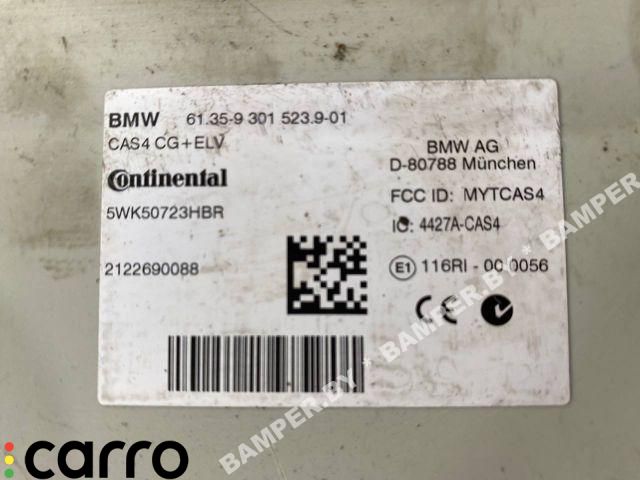 BMW 61.35-9 301 523.9-01
CAS4 CG+ELV
Continental
5WK50723HBR
2122690088
BMW AG
D-80788 München
FCC ID: MYTCAS4
IC: 4427A-CAS4
E1 116RI - 00 0056
CE
BAMPER.BY * BAMPER.BY * BAMPER.BY
carro